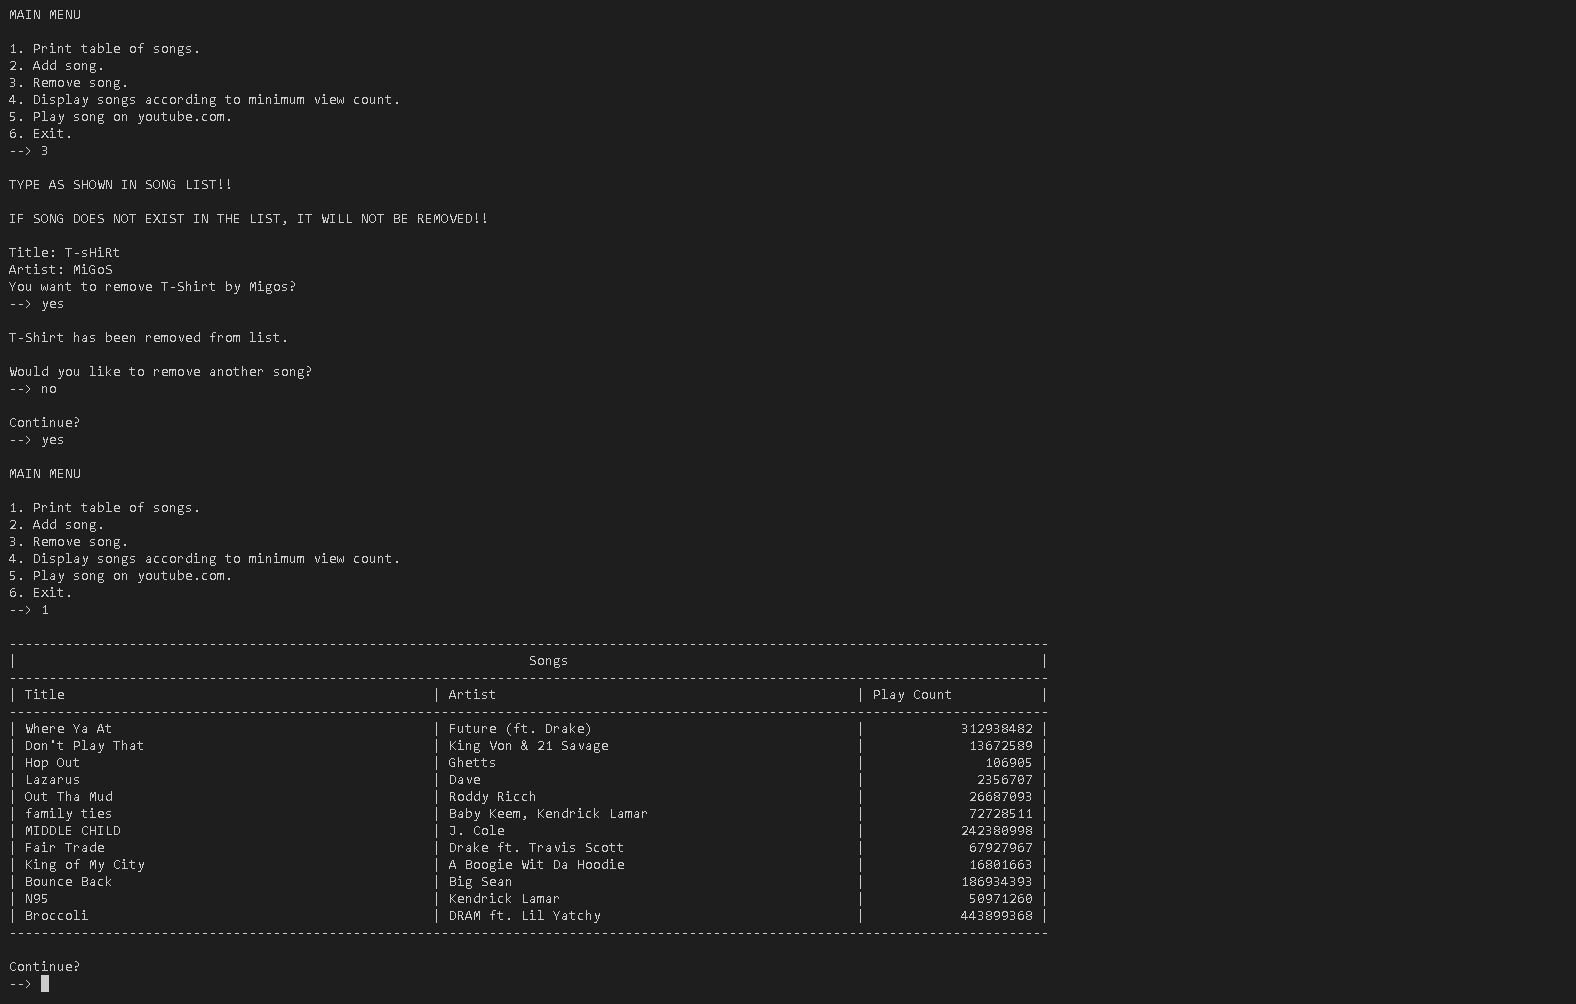 MAIN MENU
1. Print table of songs.
2. Add song.
3. Remove song.
4. Display songs according to minimum view count.
5. Play song on youtube.com.
6. Exit.
--> 3
TYPE AS SHOWN IN SONG LIST!!
IF SONG DOES NOT EXIST IN THE LIST, IT WILL NOT BE REMOVED!!
Title: T-sHiRt
Artist: MiGoS
You want to remove T-Shirt by Migos?
--> yes
T-Shirt has been removed from list.
Would you like to remove another song?
--> no
Continue?
--> yes
MAIN MENU
1. Print table of songs.
2. Add song.
3. Remove song.
4. Display songs according to minimum view count.
5. Play song on youtube.com.
6. Exit.
--> 1
| Songs |
| Title | Artist | Play Count |
| Where Ya At | Future (ft. Drake) | 312938482 |
| Don't Play That | King Von & 21 Savage | 13672589 |
| Hop Out | Ghetts | 106905 |
| Lazarus | Dave | 2356707 |
| Out Tha Mud | Roddy Ricch | 26687093 |
| family ties | Baby Keem, Kendrick Lamar | 72728511 |
| MIDDLE CHILD | J. Cole | 242380998 |
| Fair Trade | Drake ft. Travis Scott | 67927967 |
| King of My City | A Boogie Wit Da Hoodie | 16801663 |
| Bounce Back | Big Sean | 186934393 |
| N95 | Kendrick Lamar | 50971260 |
| Broccoli | DRAM ft. Lil Yatchy | 443899368 |
Continue?
-->